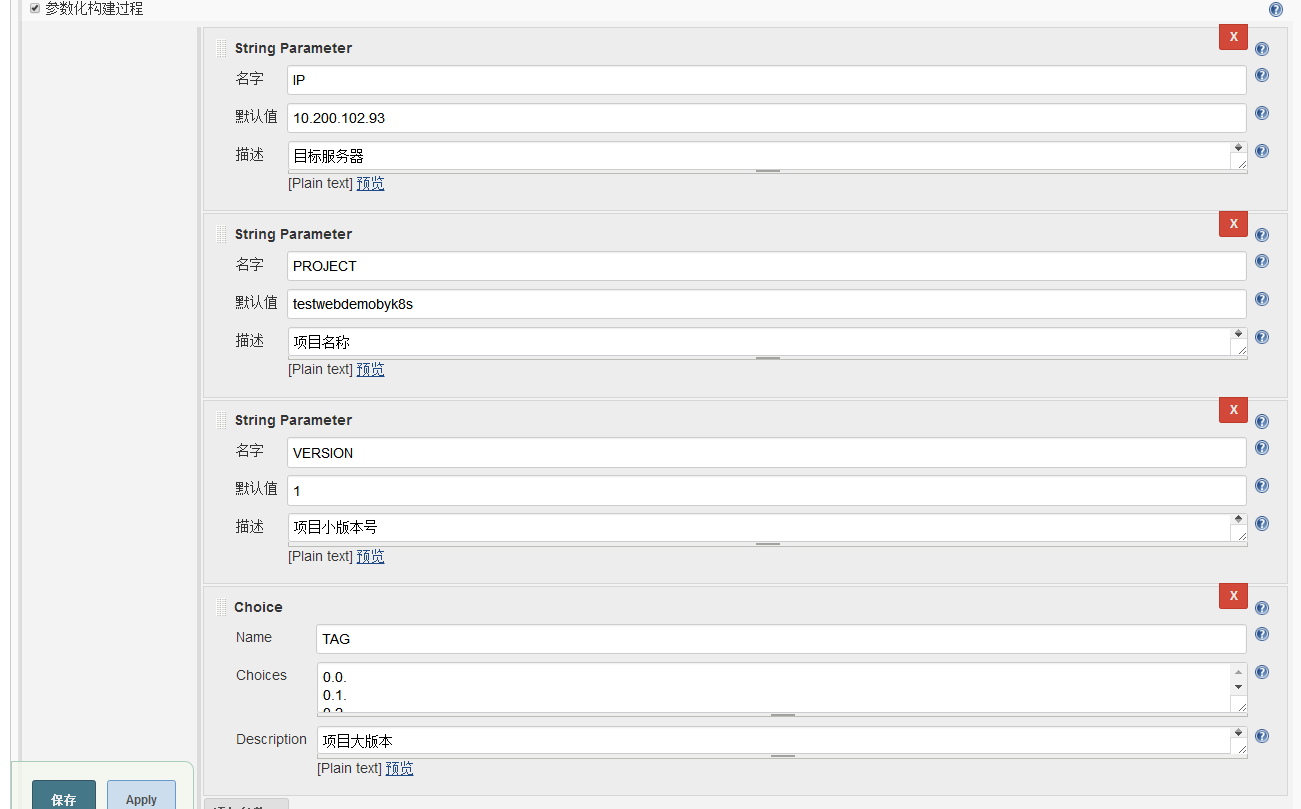 参数化构建过程
X
String Parameter
名字 IP
默认值 10.200.102.93
描述 目标服务器
[Plain text] 预览
X
String Parameter
名字 PROJECT
默认值 testwebdemobyk8s
描述 项目名称
[Plain text] 预览
X
String Parameter
名字 VERSION
默认值 1
描述 项目小版本号
[Plain text] 预览
X
Choice
Name TAG
Choices 0.0.
0.1.
Description 项目大版本
[Plain text] 预览
保存 Apply